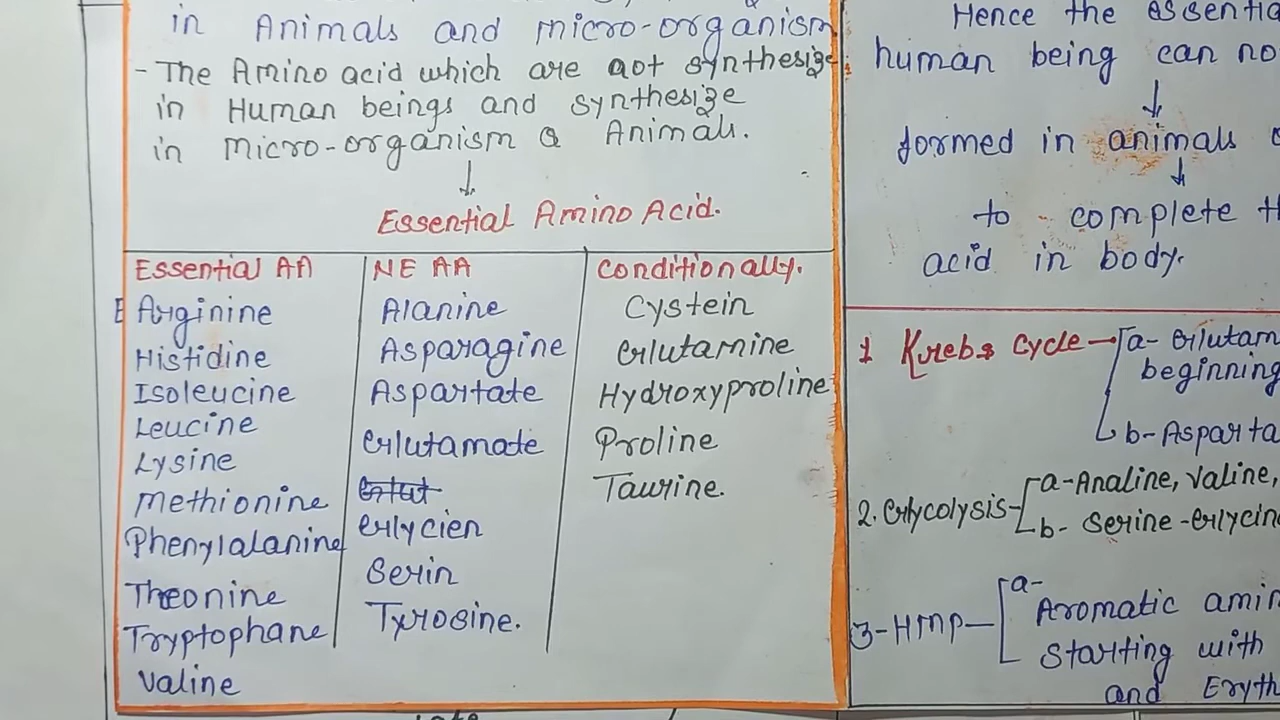 in Animals and micro-organism
- The Amino acid which are not synthesize
in Human beings and synthesize
in micro-organism & Animals.
↓
Essential Amino Acid.
Essential AA
Arginine
Histidine
Isoleucine
Leucine
Lysine
Methionine
Phenylalanine
Theonine
Tryptophane
Valine
NE AA
Alanine
Asparagine
Aspartate
Glutamate
Glycien
Serin
Tyrosine.
Conditionally.
Cystein
Glutamine
Hydroxyproline
Proline
Taurine.
Hence the essentia
human being can no
↓
formed in animals
↓
to complete th
acid in body.
1 Krebs Cycle → a- Glutam
beginning
b- Asparta
2. Glycolysis- a- Analine, Valine,
b- Serine-Glycin
3-HMP- a-
Aromatic amin
Starting with
and Eryth